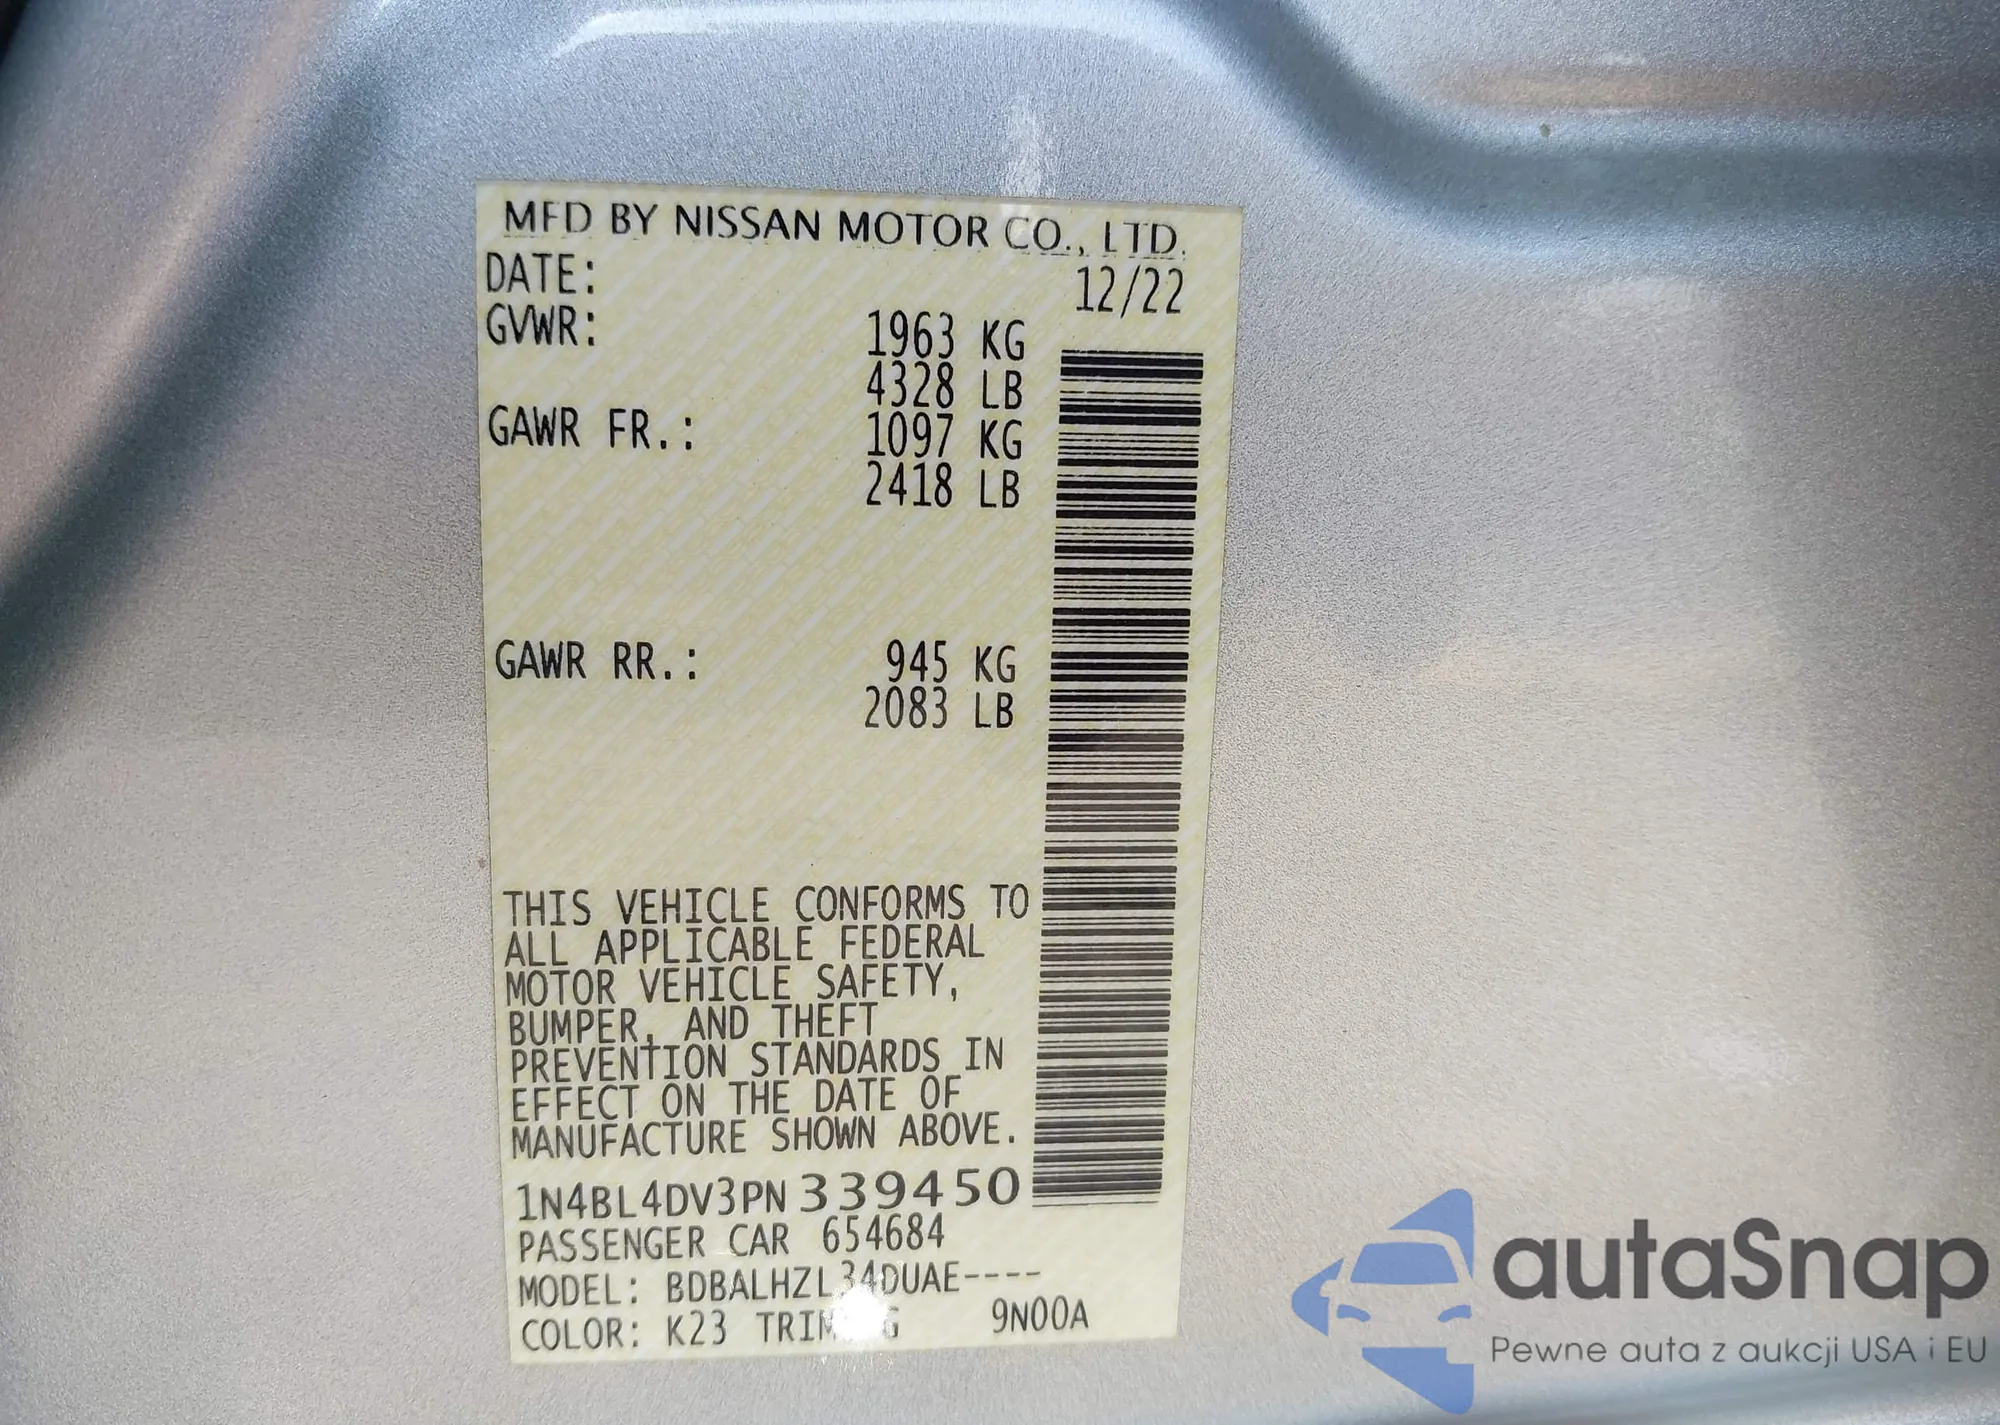 MFD BY NISSAN MOTOR CO., LTD.
DATE: 12/22
GVWR: 1963 KG
4328 LB
GAWR FR.: 1097 KG
2418 LB
GAWR RR.: 945 KG
2083 LB
THIS VEHICLE CONFORMS TO
ALL APPLICABLE FEDERAL
MOTOR VEHICLE SAFETY,
BUMPER, AND THEFT
PREVENTION STANDARDS IN
EFFECT ON THE DATE OF
MANUFACTURE SHOWN ABOVE.
1N4BL4DV3PN339450
PASSENGER CAR 654684
MODEL: BDBALHZL34DUAE----
COLOR: K23 TRIM 9N00A
autaSnap
Pewne auta z aukcji USA i EU